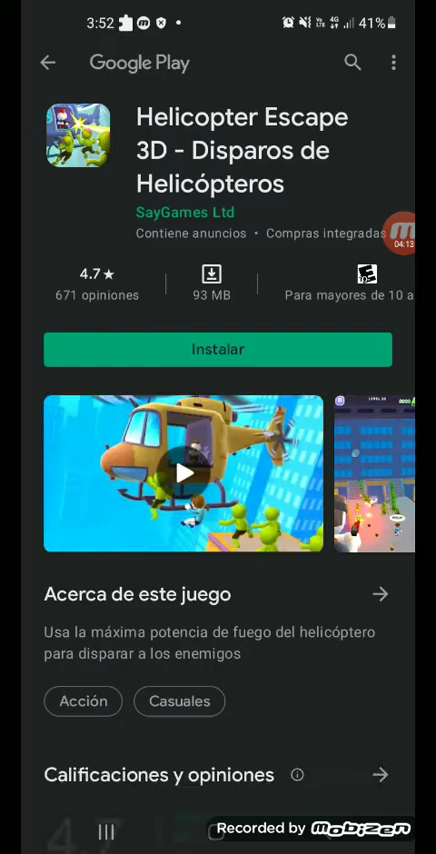 3:52
41%
Google Play
Helicopter Escape
3D - Disparos de
Helicópteros
SayGames Ltd
Contiene anuncios • Compras integradas
04:13
4.7★
671 opiniones
93 MB
Para mayores de 10 a
Instalar
Acerca de este juego
Usa la máxima potencia de fuego del helicóptero
para disparar a los enemigos
Acción
Casuales
Calificaciones y opiniones
4.7
Recorded by MOBIZEN